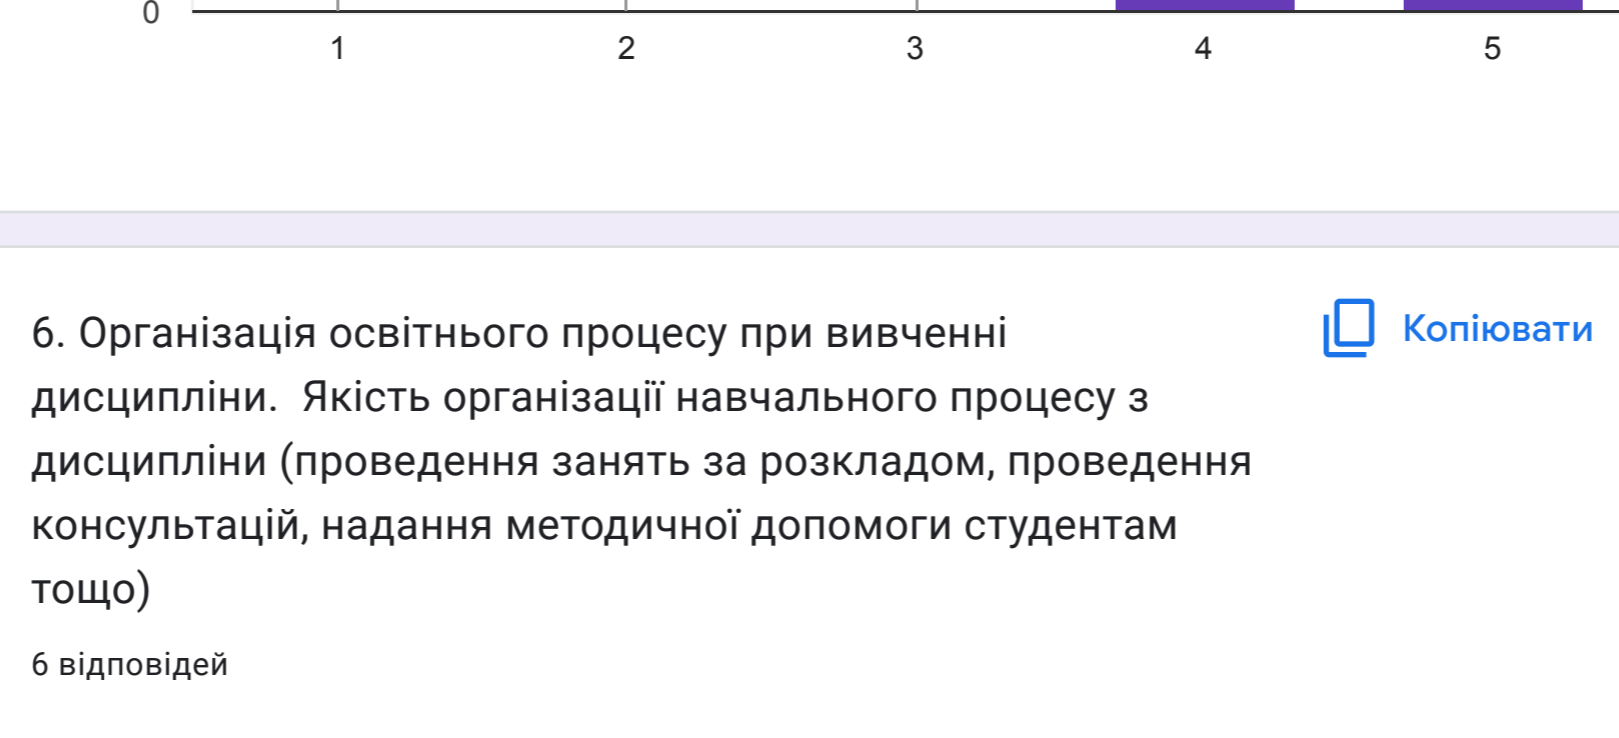 0
1 2 3 4 5
6. Організація освітнього процесу при вивченні
Копіювати
дисципліни.  Якість організації навчального процесу з
дисципліни (проведення занять за розкладом, проведення
консультацій, надання методичної допомоги студентам
тощо)
6 відповідей